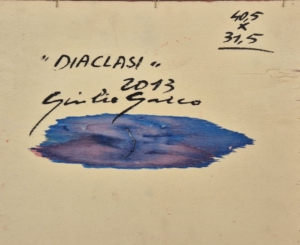 40,5
x
31,5
"DIACLASI"
2013
Giulio Greco